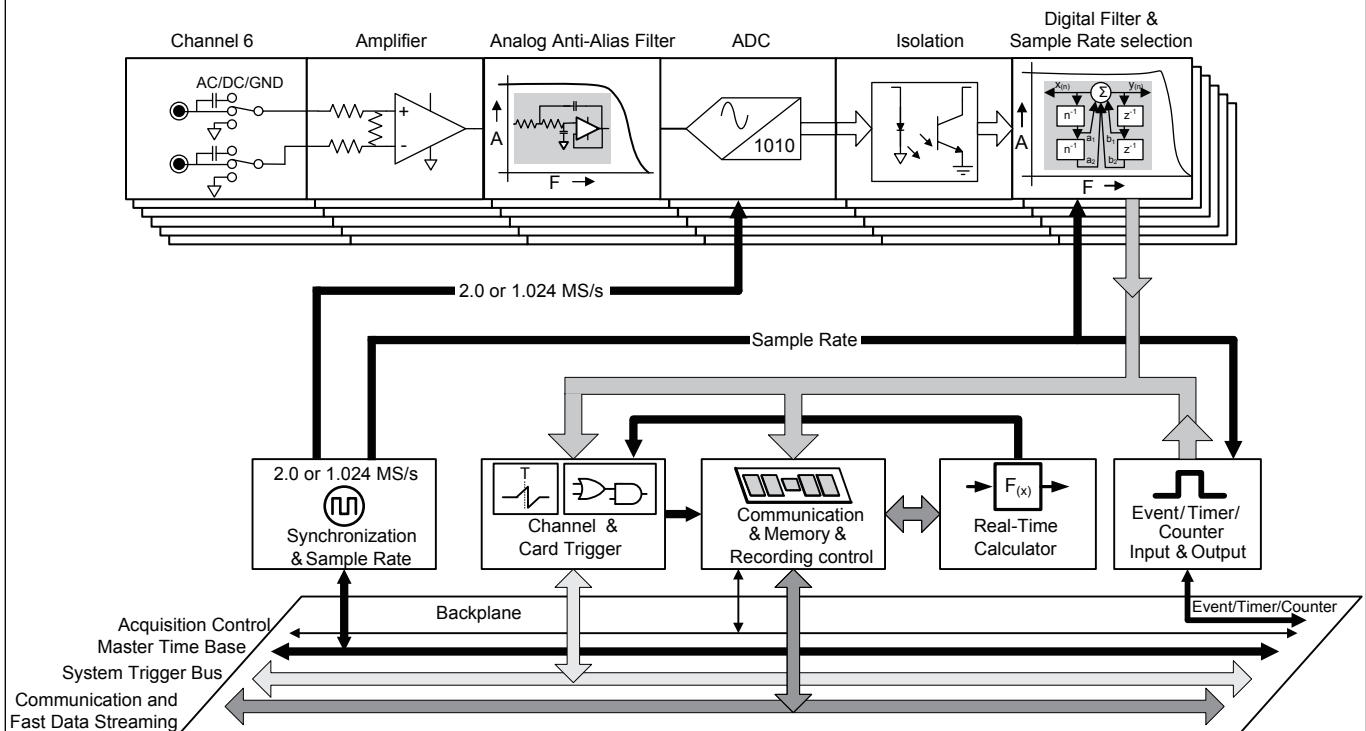 Channel 6
Amplifier
Analog Anti-Alias Filter
ADC
Isolation
Digital Filter &
Sample Rate selection
AC/DC/GND
+
-
A
F
1010
A
x(n)
Σ
y(n)
n-1
z-1
a1
b1
n-1
a2
b2
z-1
F
2.0 or 1.024 MS/s
Sample Rate
2.0 or 1.024 MS/s
Synchronization
& Sample Rate
T
Channel &
Card Trigger
Communication
& Memory &
Recording control
F(x)
Real-Time
Calculator
Event/Timer/
Counter
Input & Output
Backplane
Event/Timer/Counter
Acquisition Control
Master Time Base
System Trigger Bus
Communication and
Fast Data Streaming